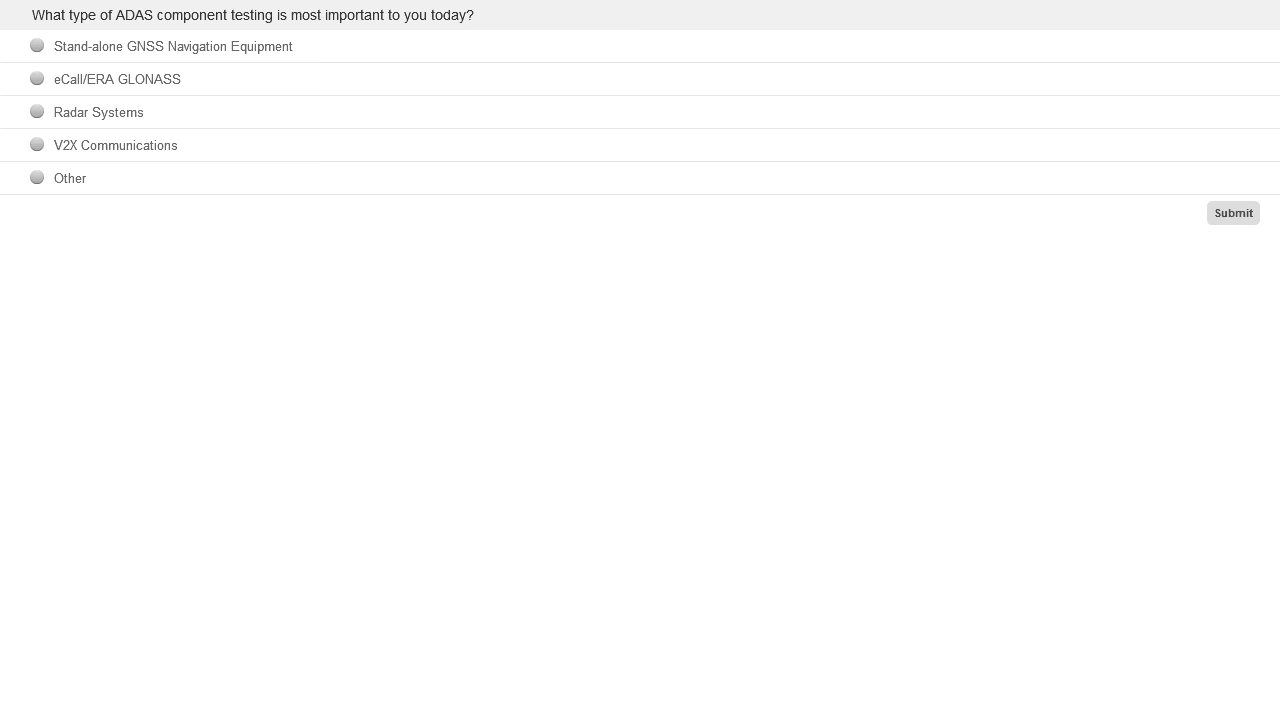 What type of ADAS component testing is most important to you today?
Stand-alone GNSS Navigation Equipment
eCall/ERA GLONASS
Radar Systems
V2X Communications
Other
Submit